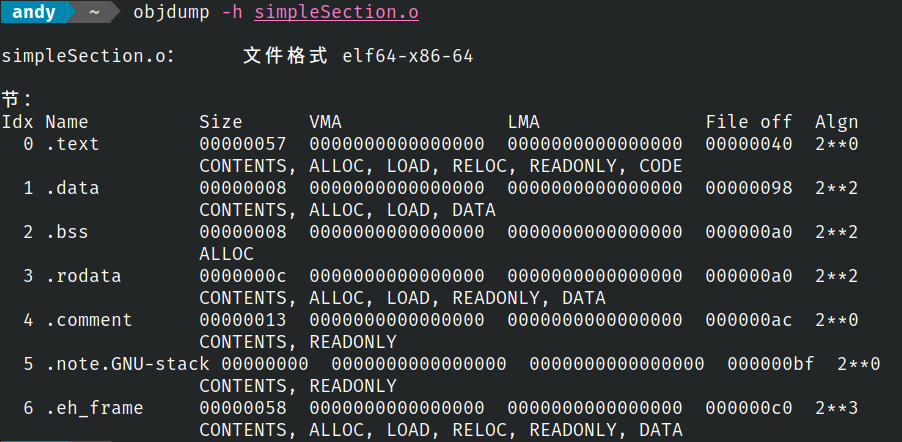 andy ~ objdump -h simpleSection.o
simpleSection.o：      文件格式 elf64-x86-64
节：
Idx Name          Size      VMA               LMA               File off  Algn
  0 .text         00000057  0000000000000000  0000000000000000  00000040  2**0
                  CONTENTS, ALLOC, LOAD, RELOC, READONLY, CODE
  1 .data         00000008  0000000000000000  0000000000000000  00000098  2**2
                  CONTENTS, ALLOC, LOAD, DATA
  2 .bss          00000008  0000000000000000  0000000000000000  000000a0  2**2
                  ALLOC
  3 .rodata       0000000c  0000000000000000  0000000000000000  000000a0  2**2
                  CONTENTS, ALLOC, LOAD, READONLY, DATA
  4 .comment      00000013  0000000000000000  0000000000000000  000000ac  2**0
                  CONTENTS, READONLY
  5 .note.GNU-stack 00000000  0000000000000000  0000000000000000  000000bf  2**0
                  CONTENTS, READONLY
  6 .eh_frame     00000058  0000000000000000  0000000000000000  000000c0  2**3
                  CONTENTS, ALLOC, LOAD, RELOC, READONLY, DATA